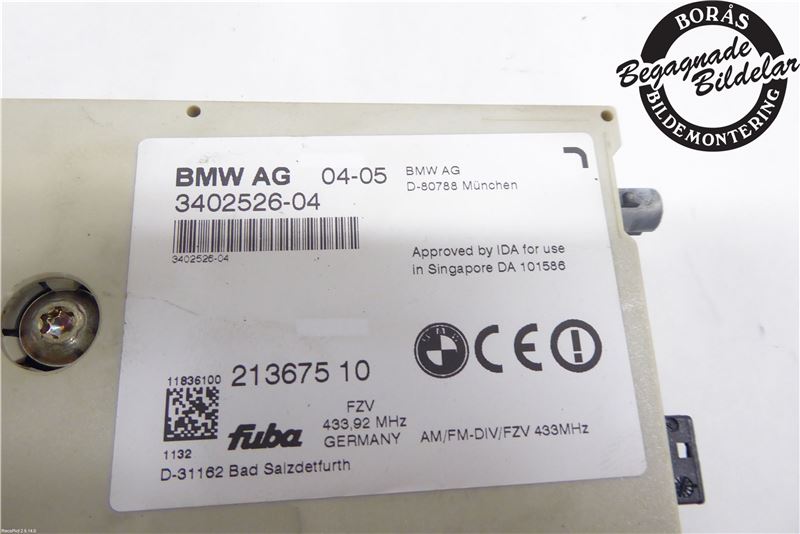 BORÅS
Begagnade
Bildelar
BILDEMONTERING
BMW AG 04-05
BMW AG
D-80788 München
3402526-04
3402526-04
Approved by IDA for use
in Singapore DA 101586
CE
11836100
213675 10
FZV
433,92 MHz
1132
fuba
GERMANY
AM/FM-DIV/FZV 433MHz
D-31162 Bad Salzdetfurth